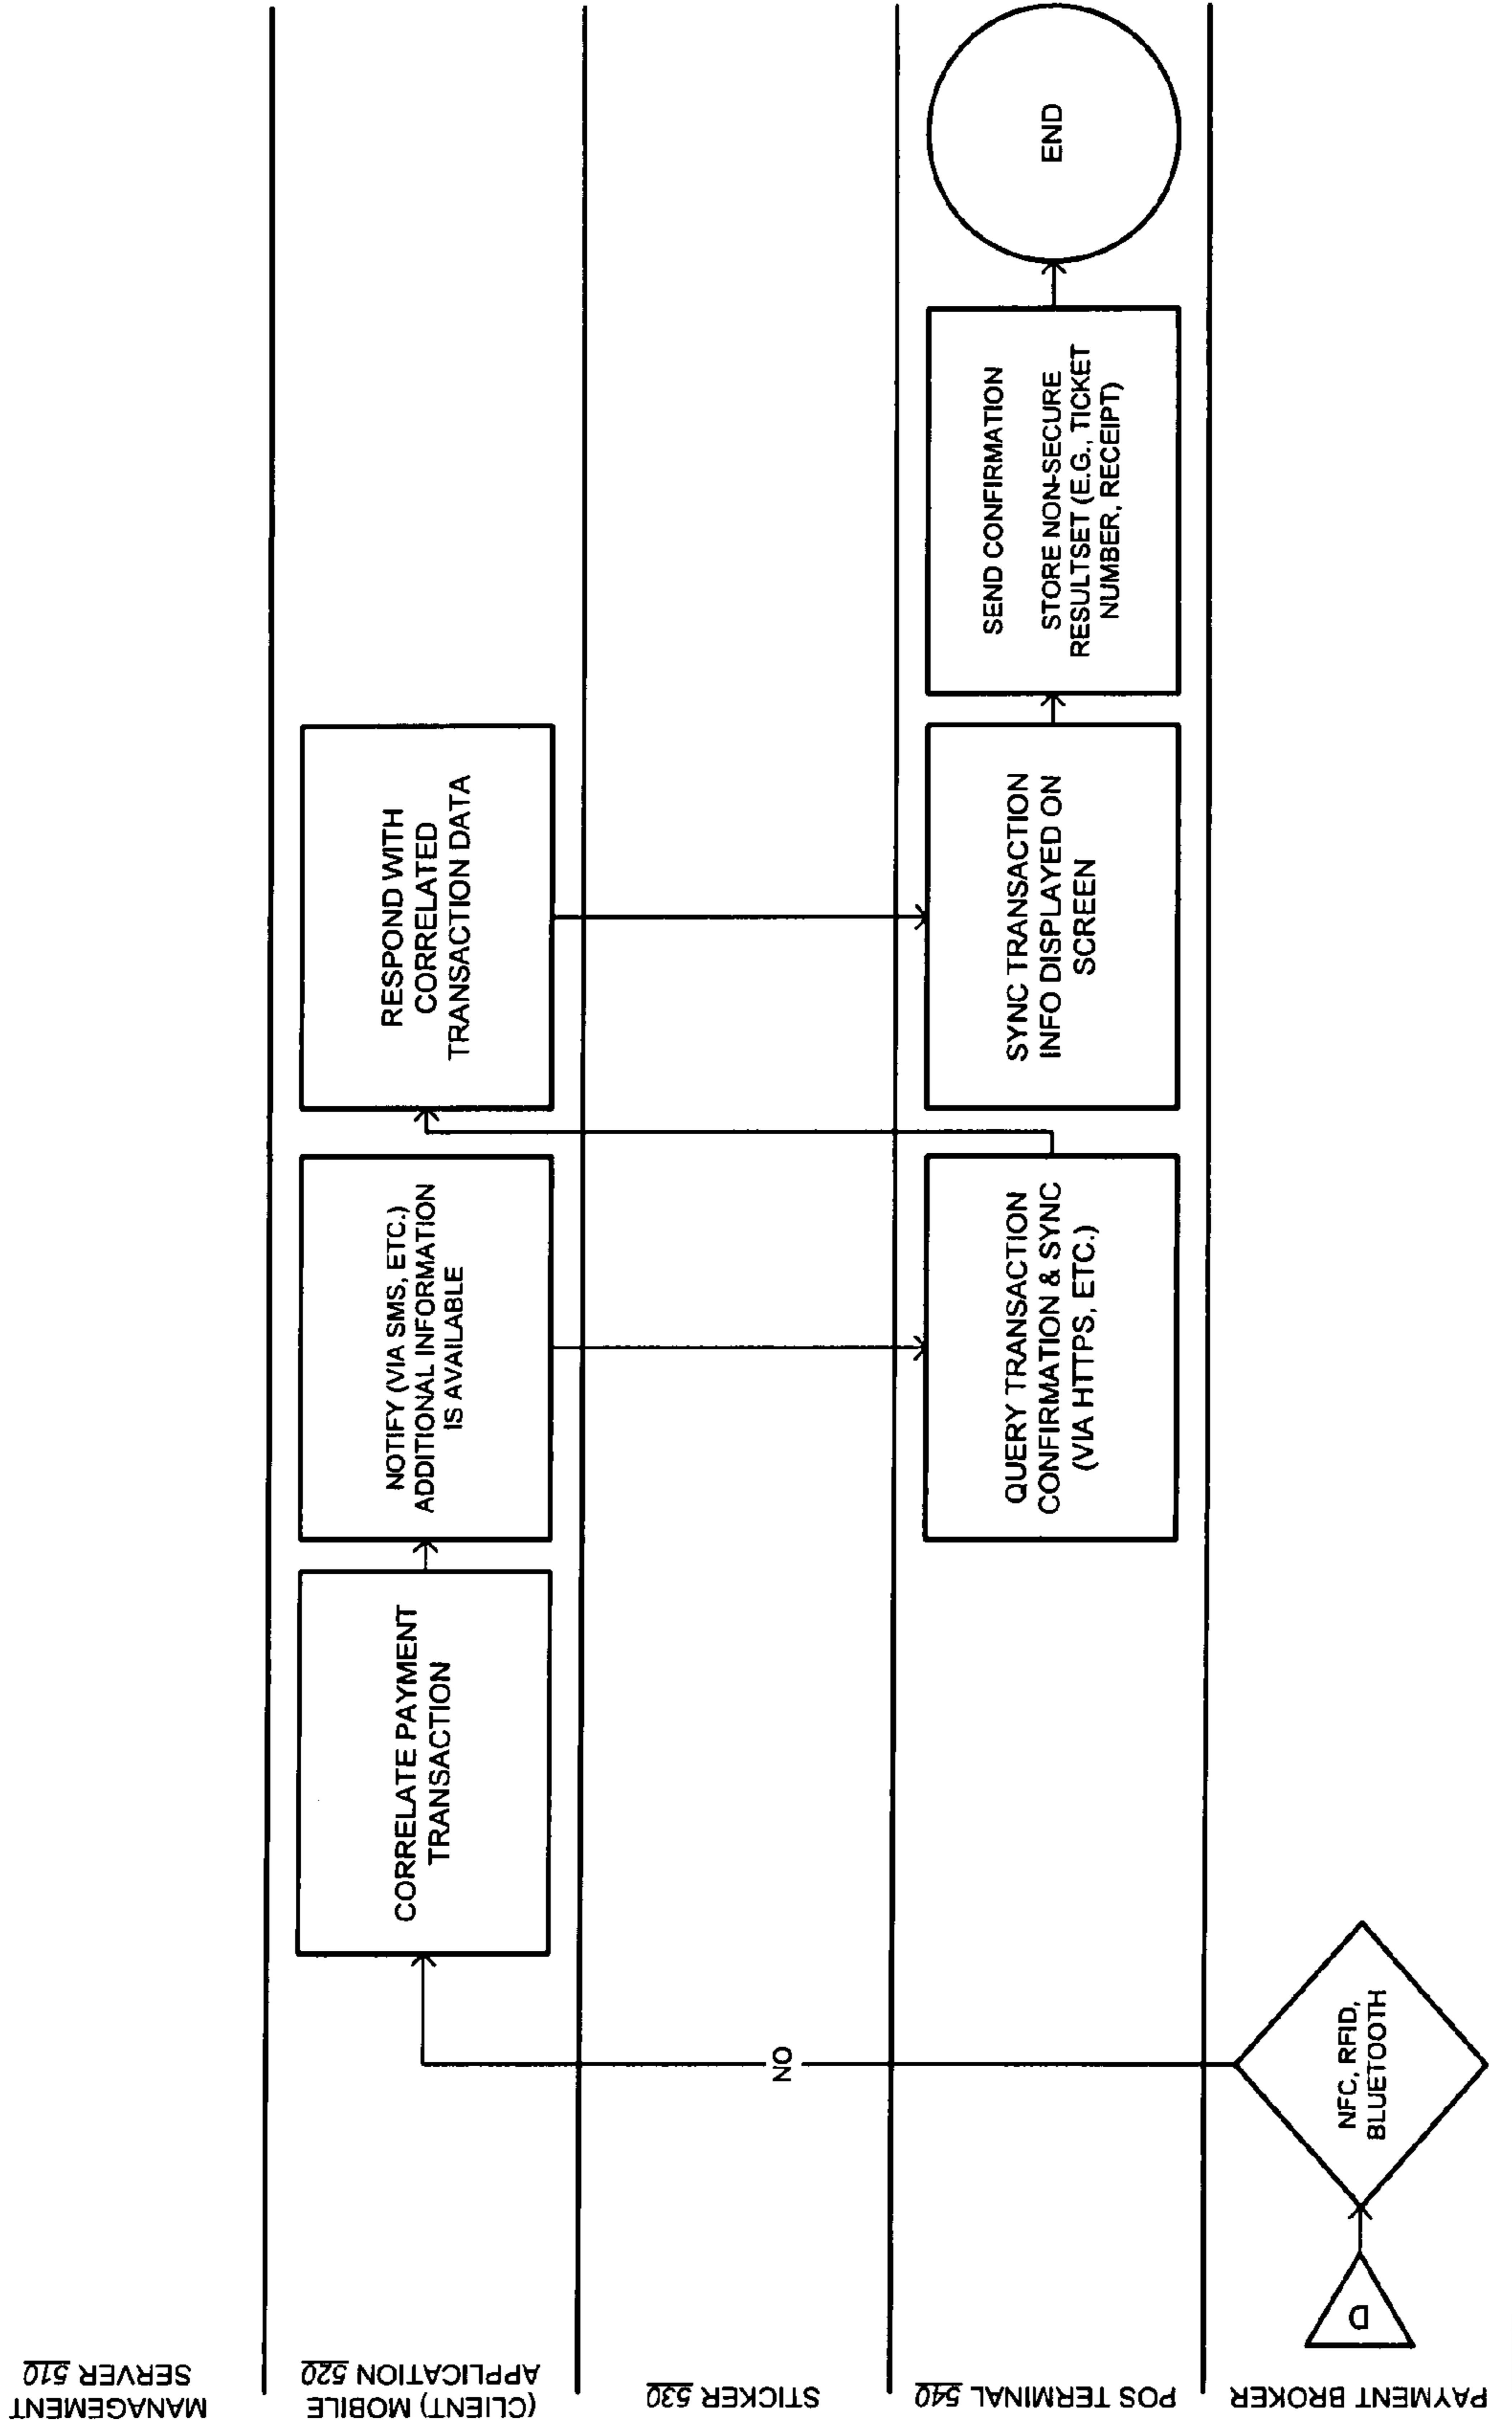 MANAGEMENT
SERVER 510
(CLIENT) MOBILE
APPLICATION 520
STICKER 530
POS TERMINAL 540
PAYMENT BROKER
D
NFC, RFID,
BLUETOOTH
NO
CORRELATE PAYMENT
TRANSACTION
NOTIFY (VIA SMS, ETC.)
ADDITIONAL INFORMATION
IS AVAILABLE
QUERY TRANSACTION
CONFIRMATION & SYNC
(VIA HTTPS, ETC.)
RESPOND WITH
CORRELATED
TRANSACTION DATA
SYNC TRANSACTION
INFO DISPLAYED ON
SCREEN
SEND CONFIRMATION
STORE NON-SECURE
RESULTSET (E.G., TICKET
NUMBER, RECEIPT)
END